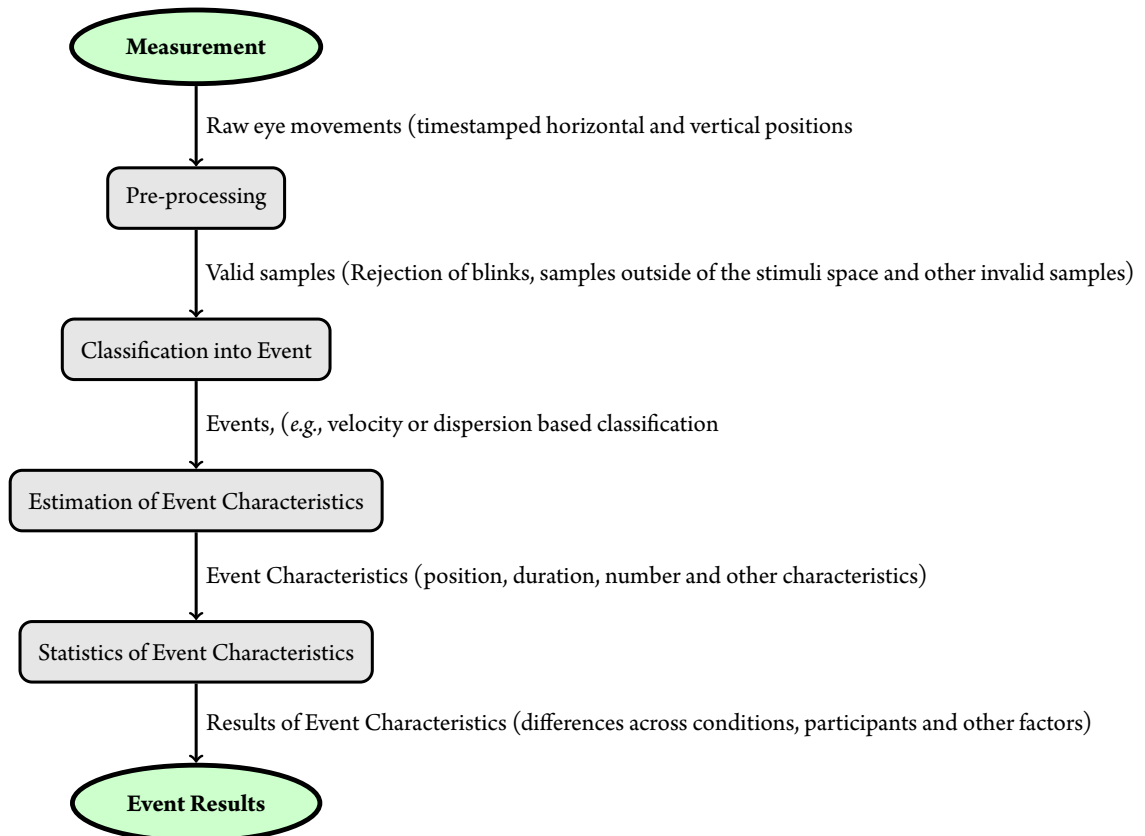 Measurement
Raw eye movements (timestamped horizontal and vertical positions
Pre-processing
Valid samples (Rejection of blinks, samples outside of the stimuli space and other invalid samples)
Classification into Event
Events, (e.g., velocity or dispersion based classification
Estimation of Event Characteristics
Event Characteristics (position, duration, number and other characteristics)
Statistics of Event Characteristics
Results of Event Characteristics (differences across conditions, participants and other factors)
Event Results